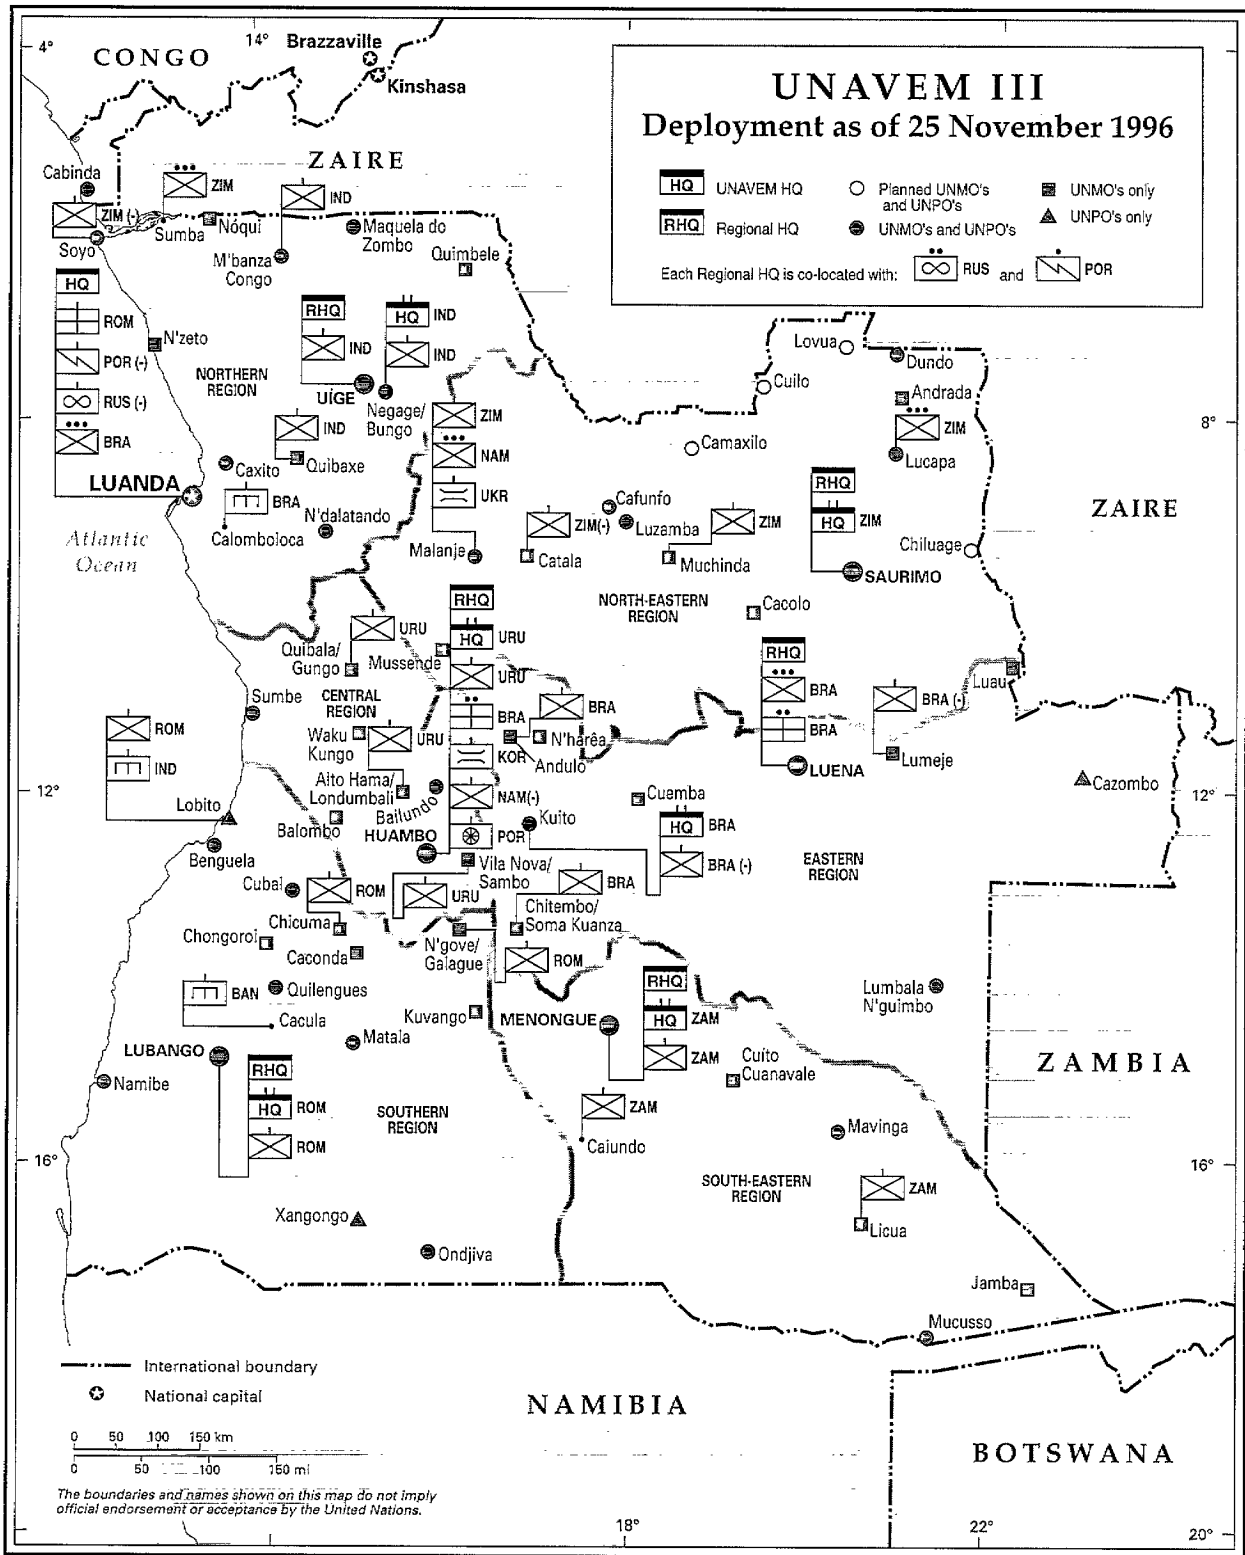 4°
14°
CONGO
Brazzaville
Kinshasa
UNAVEM III
Deployment as of 25 November 1996
HQ UNAVEM HQ
Planned UNMO's
and UNPO's
UNMO's only
RHQ Regional HQ
UNMO's and UNPO's
UNPO's only
Each Regional HQ is co-located with: RUS and POR
ZAIRE
Cabinda
ZIM
IND
ZIM (-)
Soyo
Sumba
Nóqui
Maquela do
Zombo
M'banza
Congo
Quimbele
HQ
ROM
POR (-)
RUS (-)
BRA
N'zeto
RHQ
IND
HQ IND
IND
NORTHERN
REGION
UÍGE
Negage/
Bungo
Lovua
Dundo
Cuilo
Andrada
ZIM
Lucapa
8°
IND
Quibaxe
ZIM
NAM
UKR
Camaxilo
Caxito
LUANDA
BRA
Calomboloca
N'dalatando
Malanje
Cafunfo
ZIM(-)
Luzamba
Catala
ZIM
Muchinda
RHQ
HQ ZIM
SAURIMO
ZAIRE
Chiluage
Atlantic
Ocean
NORTH-EASTERN
REGION
Cacolo
RHQ
HQ URU
URU
BRA
KOR
NAM(-)
POR
URU
Quibala/
Gungo
Mussende
CENTRAL
REGION
Sumbe
Waku
Kungo
URU
BRA
N'harêa
Andulo
RHQ
BRA
BRA
LUENA
BRA (-)
Luau
Lumeje
Cazombo
ROM
IND
Lobito
12°
Alto Hama/
Londumbali
Bailundo
Balombo
HUAMBO
Kuito
Cuemba
HQ BRA
BRA (-)
12°
EASTERN
REGION
Benguela
Cubal
ROM
Chicuma
Vila Nova/
Sambo
URU
BRA
Chitembo/
Soma Kuanza
Chongoroi
Caconda
N'gove/
Galague
ROM
BAN
Quilengues
Cacula
Kuvango
MENONGUE
RHQ
HQ ZAM
ZAM
Lumbala
N'guimbo
LUBANGO
Matala
Cuíto
Cuanavale
ZAMBIA
Namibe
RHQ
HQ ROM
ROM
SOUTHERN
REGION
ZAM
Caiundo
Mavinga
16°
16°
SOUTH-EASTERN
REGION
ZAM
Licua
Xangongo
Ondjiva
Jamba
Mucusso
International boundary
National capital
NAMIBIA
BOTSWANA
0 50 100 150 km
0 50 100 150 mi
The boundaries and names shown on this map do not imply
official endorsement or acceptance by the United Nations.
18°
22°
20°